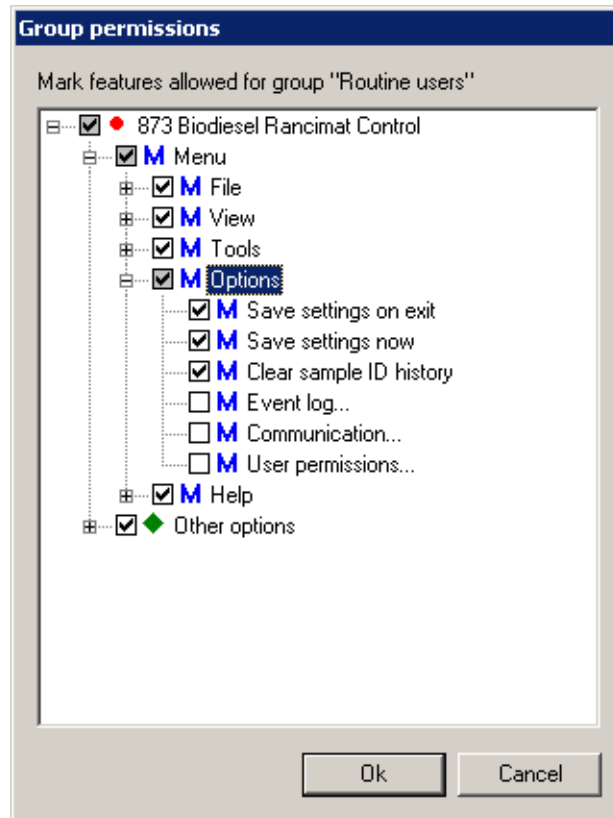 Group permissions
Mark features allowed for group "Routine users"
873 Biodiesel Rancimat Control
M Menu
M File
M View
M Tools
M Options
M Save settings on exit
M Save settings now
M Clear sample ID history
M Event log...
M Communication...
M User permissions...
M Help
Other options
Ok Cancel